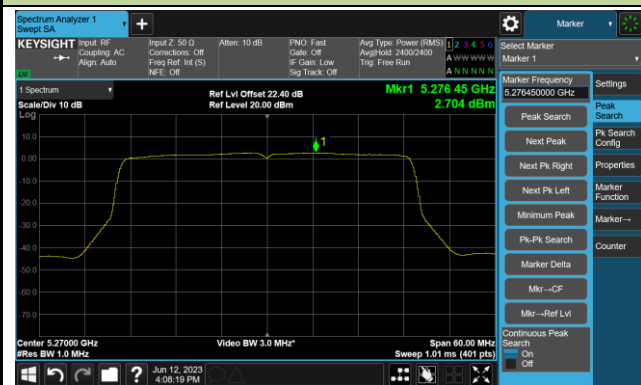 Spectrum Analyzer 1
Swept SA
+
Marker
KEYSIGHT
Input: RF
Coupling: AC
Align: Auto
Input Z: 50 Ω
Corrections: Off
Freq Ref: Int (S)
NFE: Off
Atten: 10 dB
PNO: Fast
Gate: Off
IF Gain: Low
Sig Track: Off
Avg Type: Power (RMS)
Avg|Hold: 2400/2400
Trig: Free Run
1 2 3 4 5 6
A W W W W W
A N N N N N
Select Marker
Marker 1
1 Spectrum
Scale/Div 10 dB
Log
Ref Lvl Offset 22.40 dB
Ref Level 20.00 dBm
Mkr1 5.276 45 GHz
2.704 dBm
10.0
0.00
-10.0
-20.0
-30.0
-40.0
-50.0
-60.0
-70.0
1
Center 5.27000 GHz
#Res BW 1.0 MHz
Video BW 3.0 MHz*
Span 60.00 MHz
Sweep 1.01 ms (401 pts)
Marker Frequency
5.276450000 GHz
Peak Search
Next Peak
Next Pk Right
Next Pk Left
Minimum Peak
Pk-Pk Search
Marker Delta
Mkr→CF
Mkr→Ref Lvl
Continuous Peak
Search
On
Off
Settings
Peak
Search
Pk Search
Config
Properties
Marker
Function
Marker→
Counter
?
Jun 12, 2023
4:08:19 PM